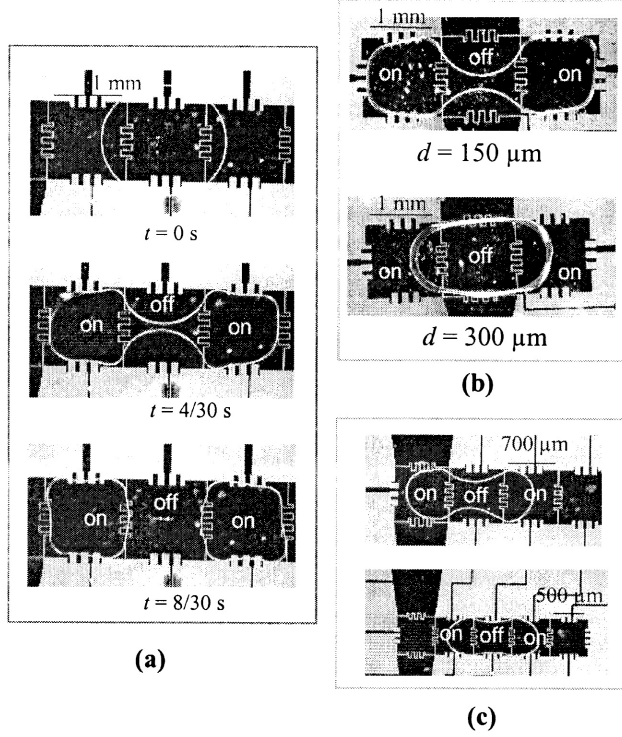 1 mm
t = 0 s
off
on on
t = 4/30 s
off
on on
t = 8/30 s
(a)
1 mm
off
on on
d = 150 µm
1 mm
off
on on
d = 300 µm
(b)
700 µm
on off on
500 µm
on off on
(c)